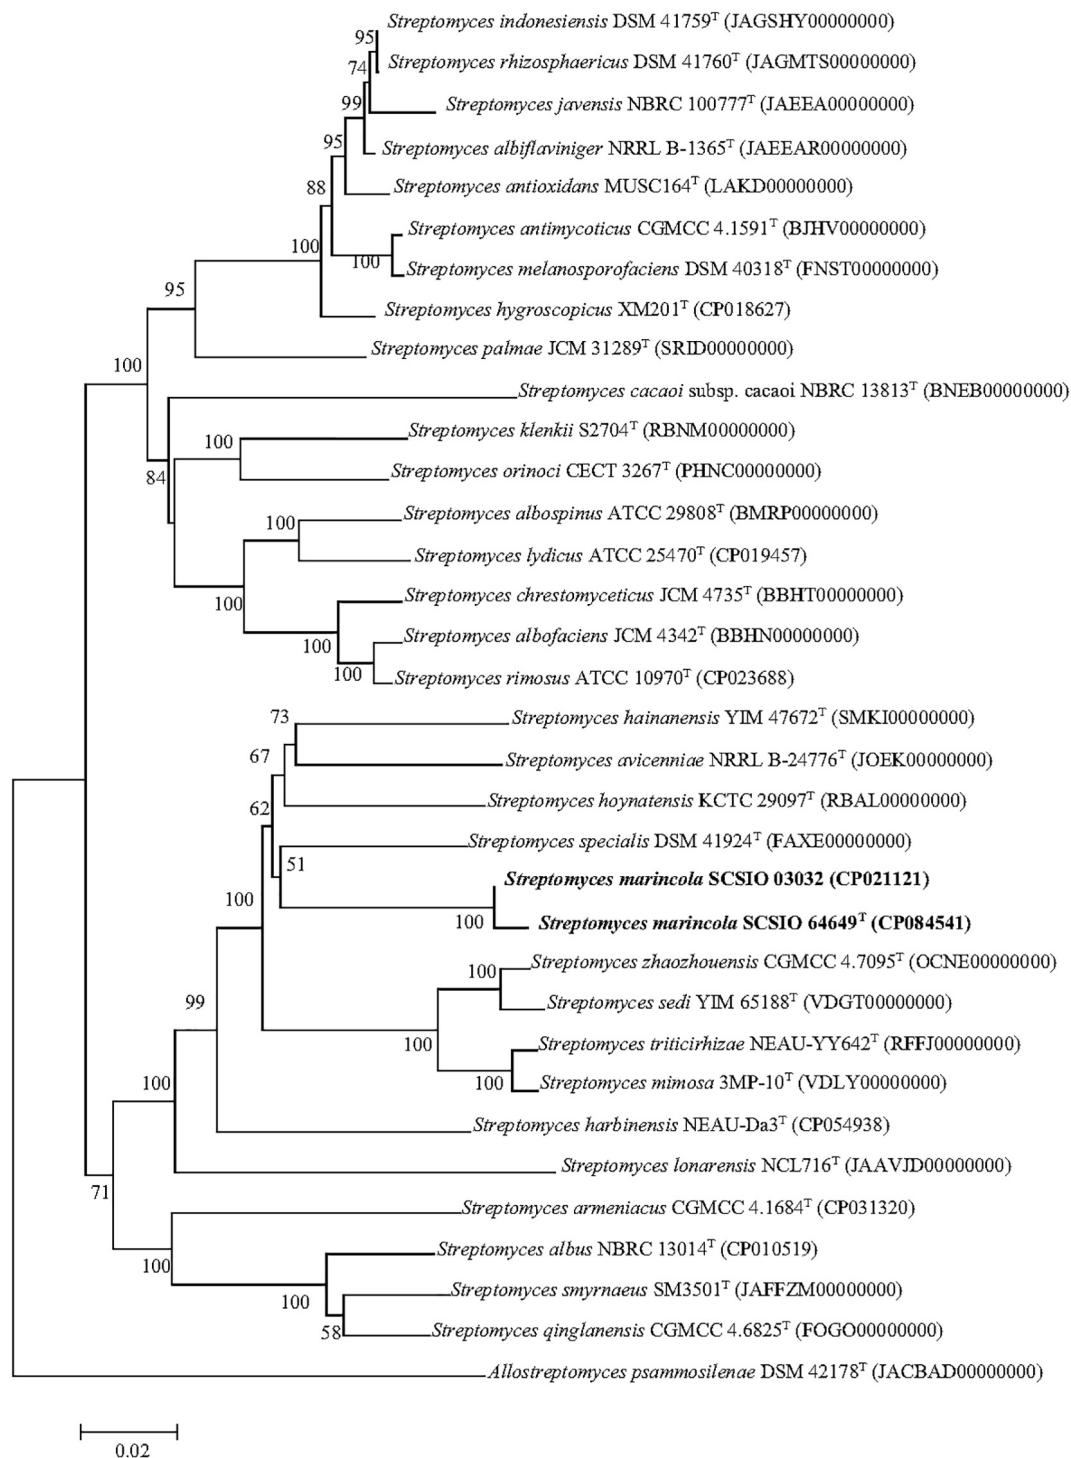 Streptomyces indonesiensis DSM 41759ᵀ (JAGSHY00000000)
95
Streptomyces rhizosphaericus DSM 41760ᵀ (JAGMTS00000000)
74
99
Streptomyces javensis NBRC 100777ᵀ (JAEEA00000000)
95
Streptomyces albiflaviniger NRRL B-1365ᵀ (JAEEAR00000000)
88
Streptomyces antioxidans MUSC164ᵀ (LAKD00000000)
Streptomyces antimycoticus CGMCC 4.1591ᵀ (BJHV00000000)
100
100
Streptomyces melanosporofaciens DSM 40318ᵀ (FNST00000000)
95
Streptomyces hygroscopicus XM201ᵀ (CP018627)
Streptomyces palmae JCM 31289ᵀ (SRID00000000)
100
Streptomyces cacaoi subsp. cacaoi NBRC 13813ᵀ (BNEB00000000)
Streptomyces klenkii S2704ᵀ (RBNM00000000)
100
Streptomyces orinoci CECT 3267ᵀ (PHNC00000000)
84
Streptomyces albospinus ATCC 29808ᵀ (BMRP00000000)
100
Streptomyces lydicus ATCC 25470ᵀ (CP019457)
Streptomyces chrestomyceticus JCM 4735ᵀ (BBHT00000000)
100
Streptomyces albofaciens JCM 4342ᵀ (BBHN00000000)
100
100
Streptomyces rimosus ATCC 10970ᵀ (CP023688)
73
Streptomyces hainanensis YIM 47672ᵀ (SMKI00000000)
67
Streptomyces avicenniae NRRL B-24776ᵀ (JOEK00000000)
Streptomyces hoynatensis KCTC 29097ᵀ (RBAL00000000)
62
Streptomyces specialis DSM 41924ᵀ (FAXE00000000)
51
Streptomyces marincola SCSIO 03032 (CP021121)
100
100
Streptomyces marincola SCSIO 64649ᵀ (CP084541)
Streptomyces zhaozhouensis CGMCC 4.7095ᵀ (OCNE00000000)
100
99
Streptomyces sedi YIM 65188ᵀ (VDGT00000000)
100
Streptomyces triticirhizae NEAU-YY642ᵀ (RFFJ00000000)
100
100
Streptomyces mimosa 3MP-10ᵀ (VDLY00000000)
Streptomyces harbinensis NEAU-Da3ᵀ (CP054938)
Streptomyces lonarensis NCL716ᵀ (JAAVJD00000000)
71
Streptomyces armeniacus CGMCC 4.1684ᵀ (CP031320)
Streptomyces albus NBRC 13014ᵀ (CP010519)
100
Streptomyces smyrnaeus SM3501ᵀ (JAFFZM00000000)
100
58
Streptomyces qinglanensis CGMCC 4.6825ᵀ (FOGO00000000)
Allostreptomyces psammosilenae DSM 42178ᵀ (JACBAD00000000)
0.02